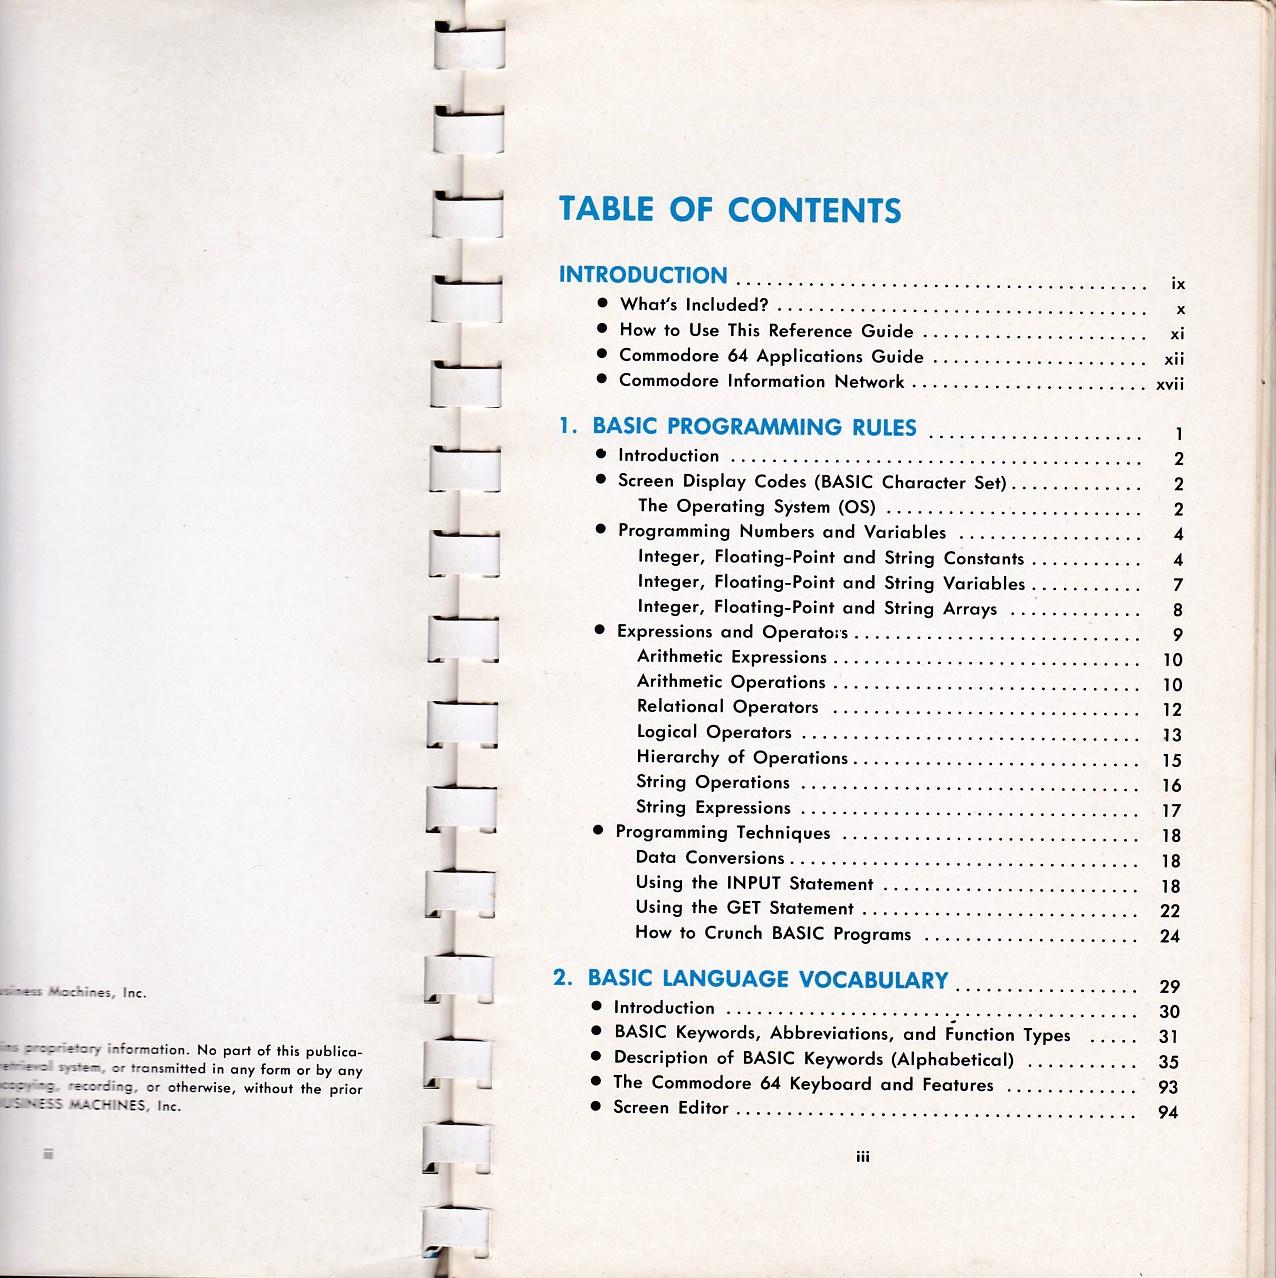 usiness Machines, Inc.
ins proprietary information. No part of this publica-
etrieval system, or transmitted in any form or by any
copying, recording, or otherwise, without the prior
USINESS MACHINES, Inc.
ii
TABLE OF CONTENTS
INTRODUCTION ........................................ ix
• What's Included? .................................... x
• How to Use This Reference Guide ...................... xi
• Commodore 64 Applications Guide ..................... xii
• Commodore Information Network ....................... xvii
1. BASIC PROGRAMMING RULES ..................... 1
• Introduction ........................................ 2
• Screen Display Codes (BASIC Character Set) ............. 2
The Operating System (OS) ......................... 2
• Programming Numbers and Variables .................. 4
Integer, Floating-Point and String Constants ........... 4
Integer, Floating-Point and String Variables ........... 7
Integer, Floating-Point and String Arrays ............. 8
• Expressions and Operators ............................ 9
Arithmetic Expressions .............................. 10
Arithmetic Operations .............................. 10
Relational Operators .............................. 12
Logical Operators ................................. 13
Hierarchy of Operations ............................ 15
String Operations ................................. 16
String Expressions ................................. 17
• Programming Techniques ............................. 18
Data Conversions .................................. 18
Using the INPUT Statement ......................... 18
Using the GET Statement ........................... 22
How to Crunch BASIC Programs ..................... 24
2. BASIC LANGUAGE VOCABULARY .................. 29
• Introduction ........................................ 30
• BASIC Keywords, Abbreviations, and Function Types ..... 31
• Description of BASIC Keywords (Alphabetical) ........... 35
• The Commodore 64 Keyboard and Features ............. 93
• Screen Editor ....................................... 94
iii